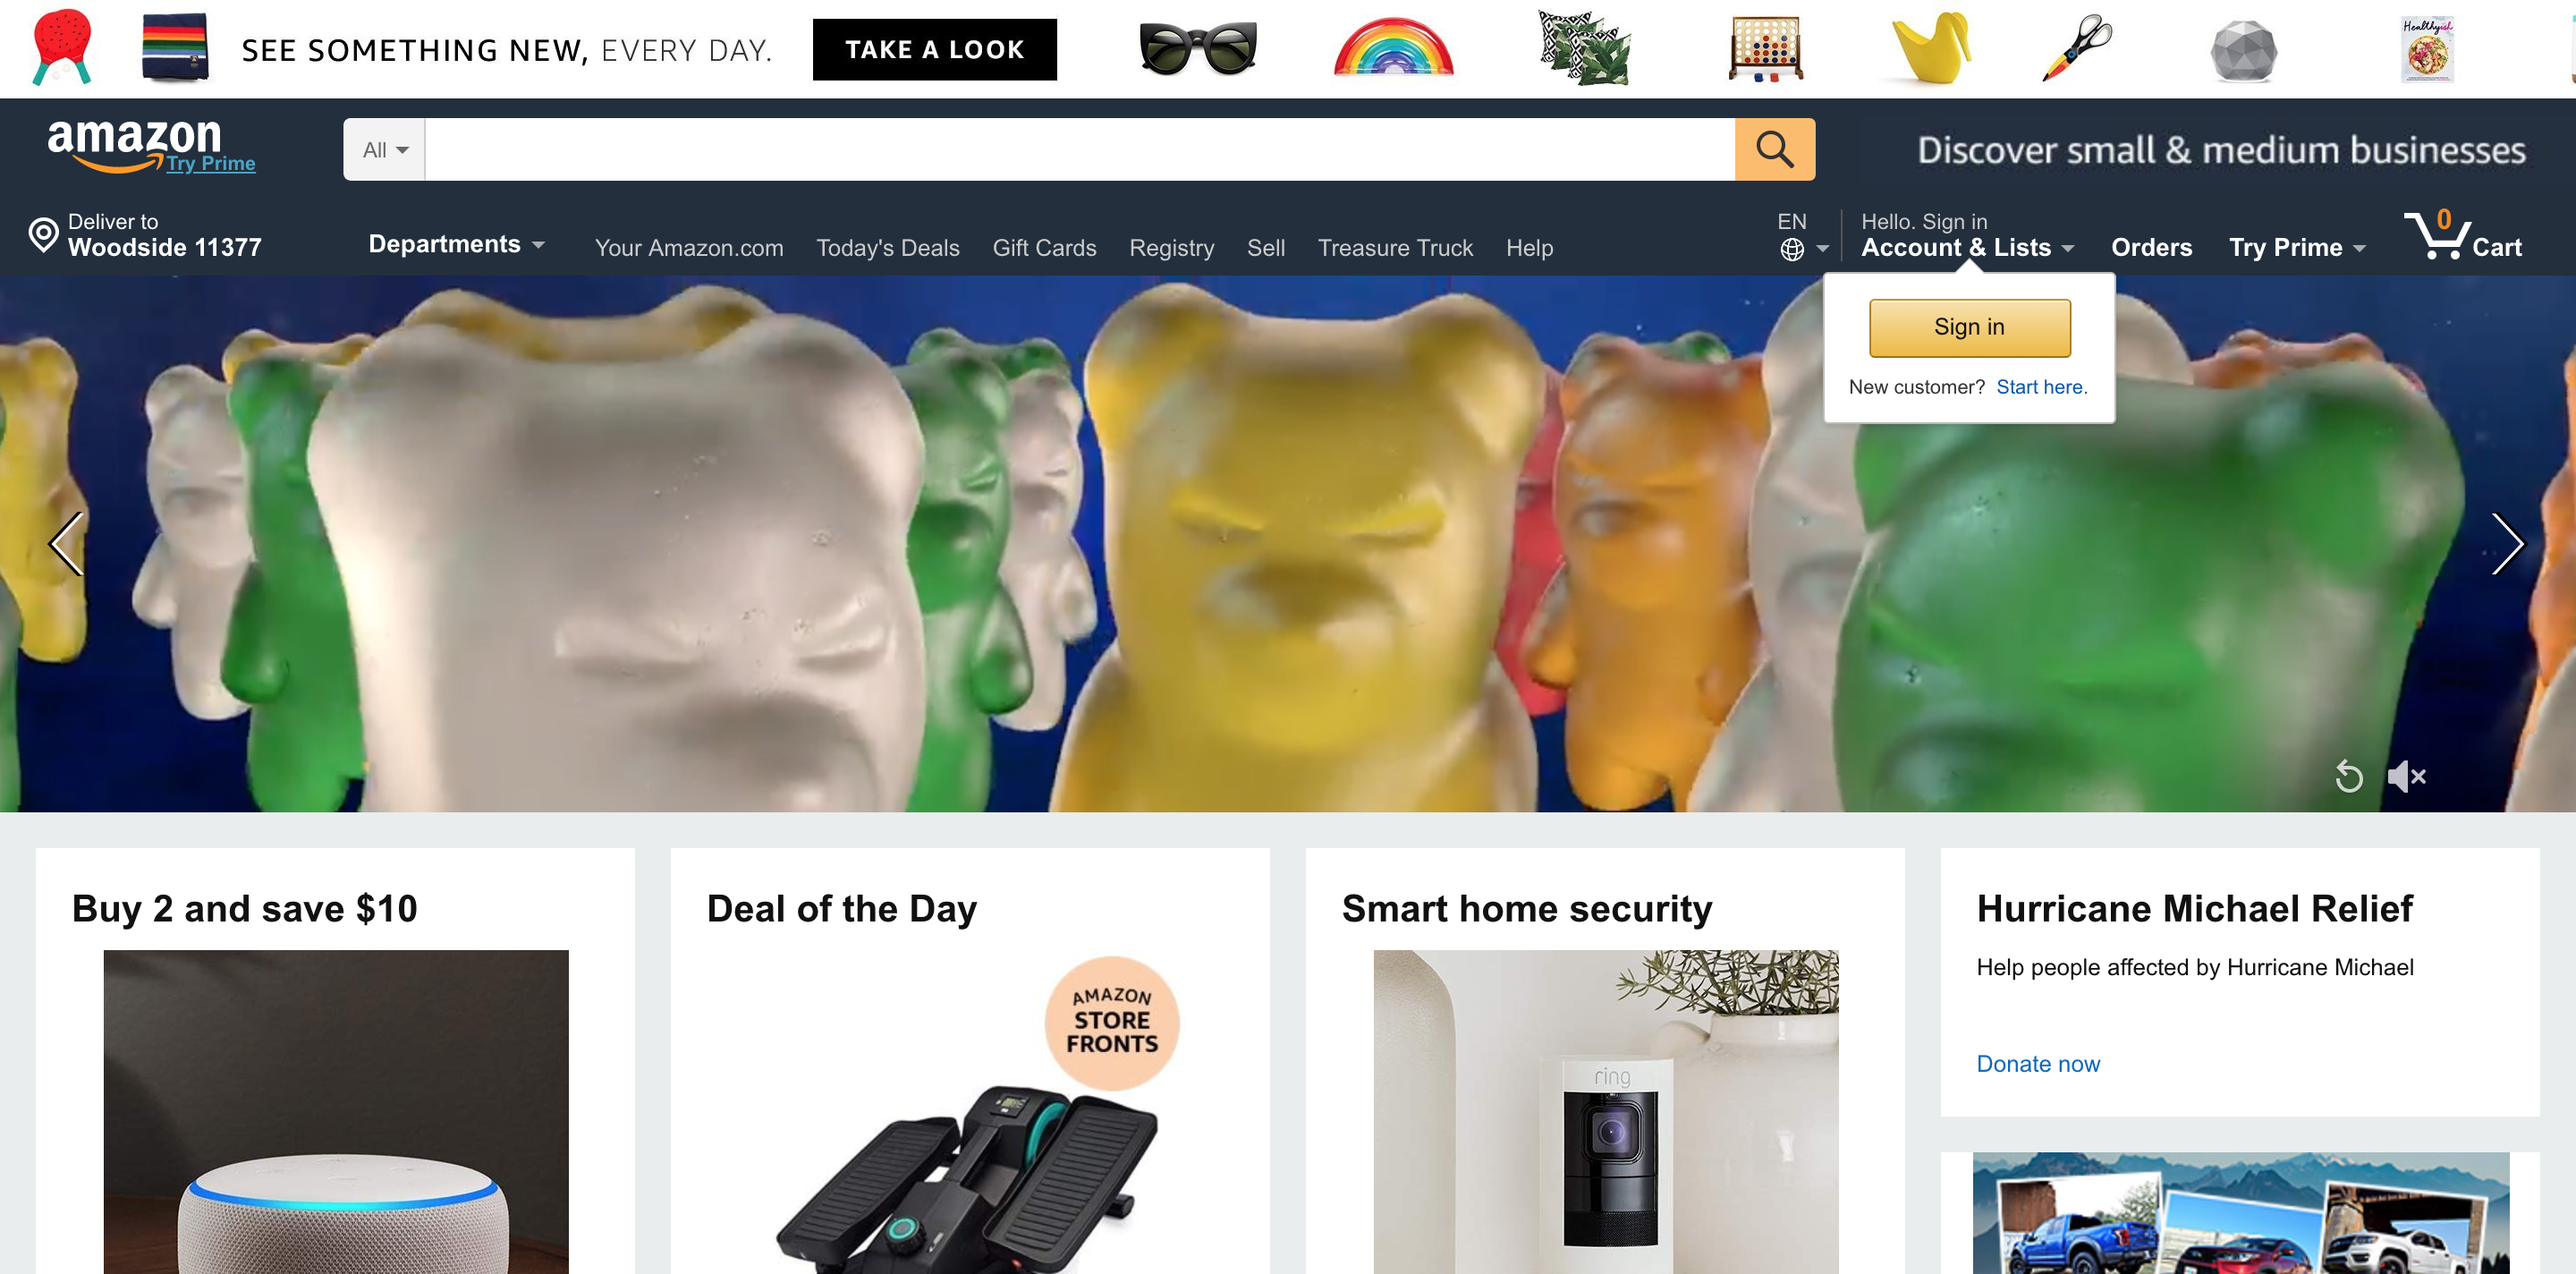 SEE SOMETHING NEW, EVERY DAY.
TAKE A LOOK
Healthyish
amazon
Try Prime
All
Discover small & medium businesses
Deliver to
Woodside 11377
Departments
Your Amazon.com
Today's Deals
Gift Cards
Registry
Sell
Treasure Truck
Help
EN
Hello. Sign in
Account & Lists
Orders
Try Prime
0
Cart
Sign in
New customer? Start here.
Buy 2 and save $10
Deal of the Day
AMAZON
STORE
FRONTS
Smart home security
ring
Hurricane Michael Relief
Help people affected by Hurricane Michael
Donate now